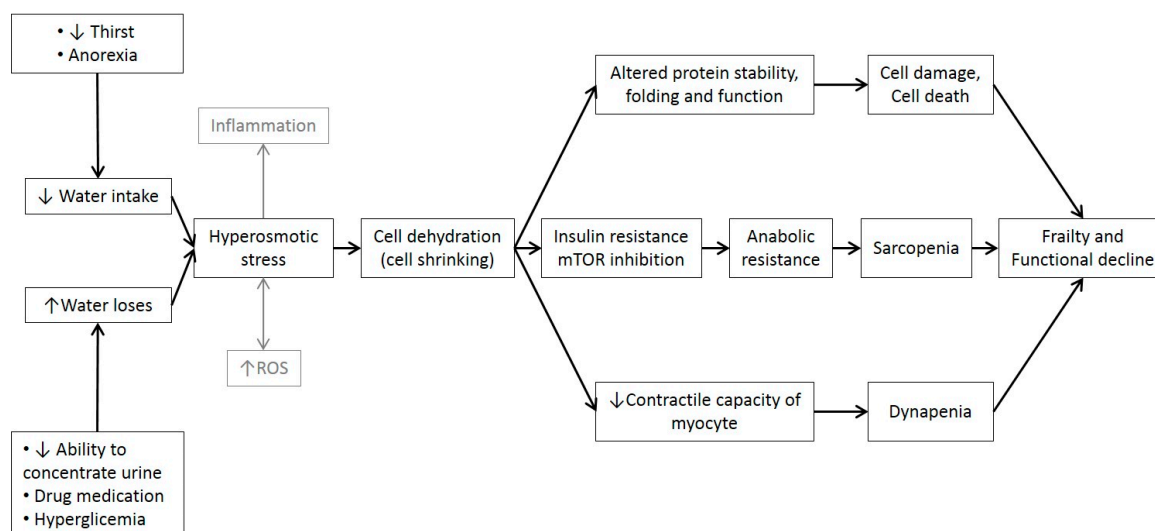 • ↓ Thirst
• Anorexia
↓ Water intake
↑Water loses
• ↓ Ability to
concentrate urine
• Drug medication
• Hyperglicemia
Inflammation
Hyperosmotic
stress
↑ROS
Cell dehydration
(cell shrinking)
Altered protein stability,
folding and function
Cell damage,
Cell death
Insulin resistance
mTOR inhibition
Anabolic
resistance
Sarcopenia
Frailty and
Functional decline
↓Contractile capacity of
myocyte
Dynapenia